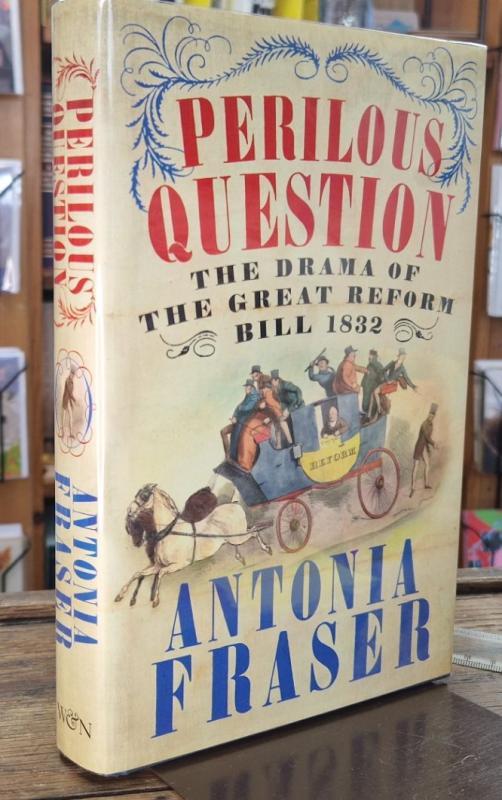 PERILOUS
QUESTION
THE DRAMA OF
THE GREAT REFORM
BILL 1832
REFORM
ANTONIA
FRASER
PERILOUS
QUESTION
ANTONIA
FRASER
W&N